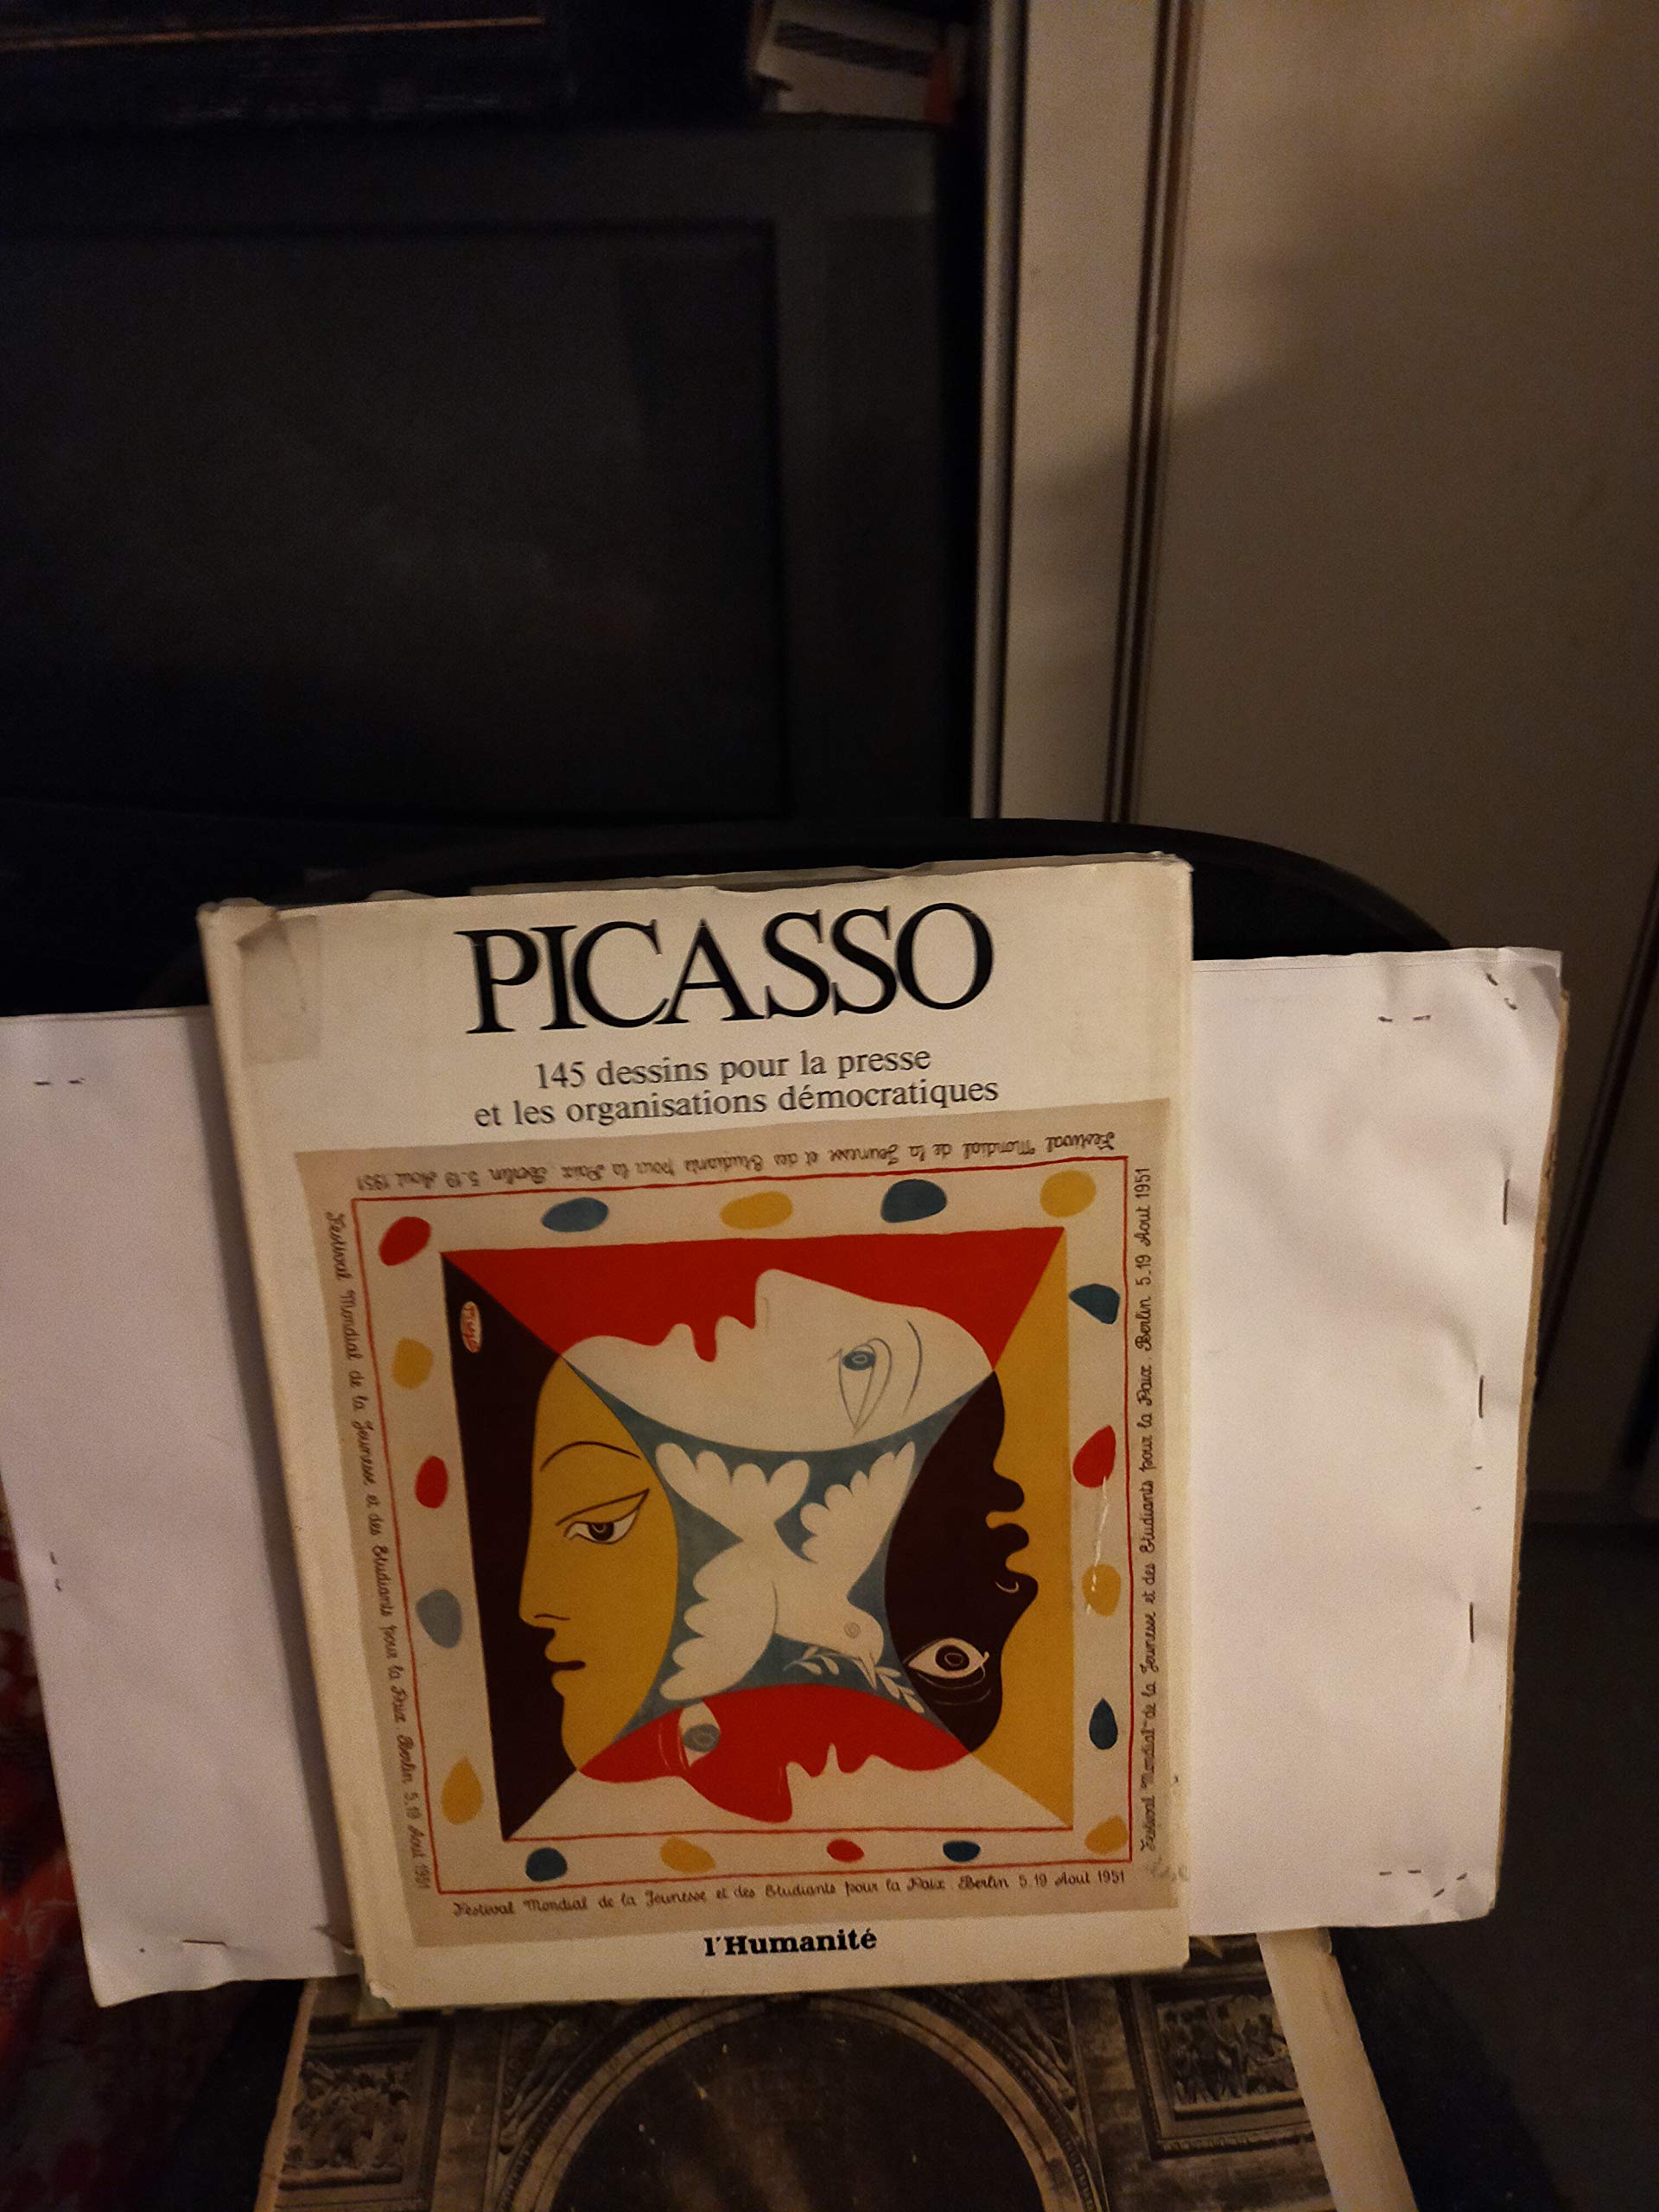 PICASSO
145 dessins pour la presse
et les organisations démocratiques
Festival Mondial de la Jeunesse et des Etudiants pour la Paix. Berlin 5.19 Aout 1951
Festival Mondial de la Jeunesse et des Etudiants pour la Paix. Berlin 5.19 Aout 1951
Festival Mondial de la Jeunesse et des Etudiants pour la Paix. Berlin 5.19 Aout 1951
Picasso
Festival Mondial de la Jeunesse et des Etudiants pour la Paix. Berlin 5.19 Aout 1951
l'Humanité